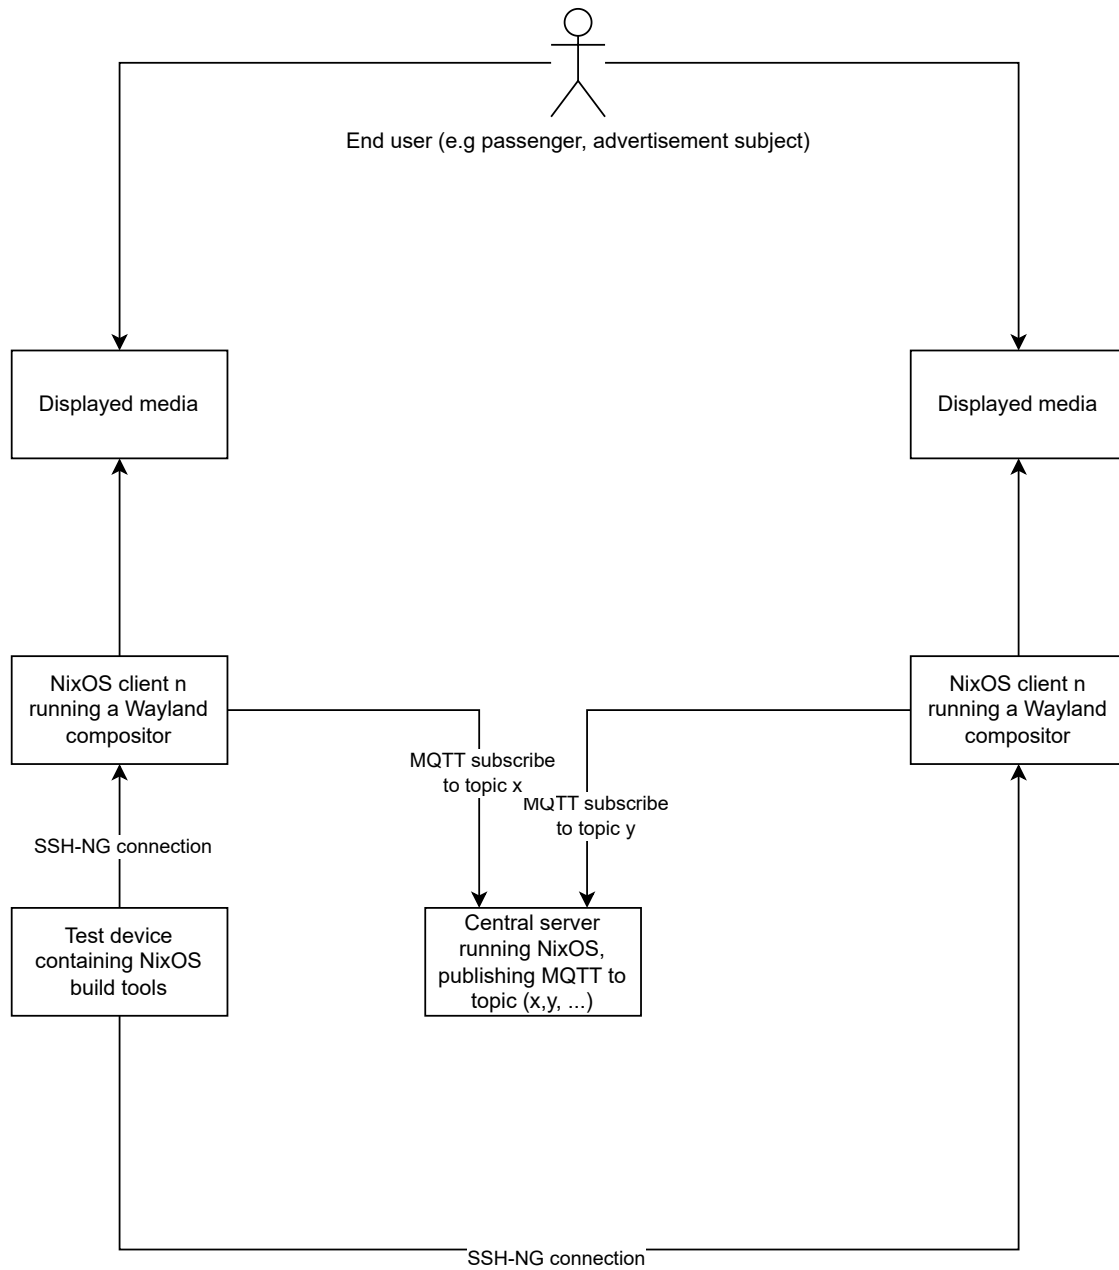 End user (e.g passenger, advertisement subject)
Displayed media
Displayed media
NixOS client n
running a Wayland
compositor
NixOS client n
running a Wayland
compositor
MQTT subscribe
to topic x
MQTT subscribe
to topic y
SSH-NG connection
Test device
containing NixOS
build tools
Central server
running NixOS,
publishing MQTT to
topic (x,y, ...)
SSH-NG connection